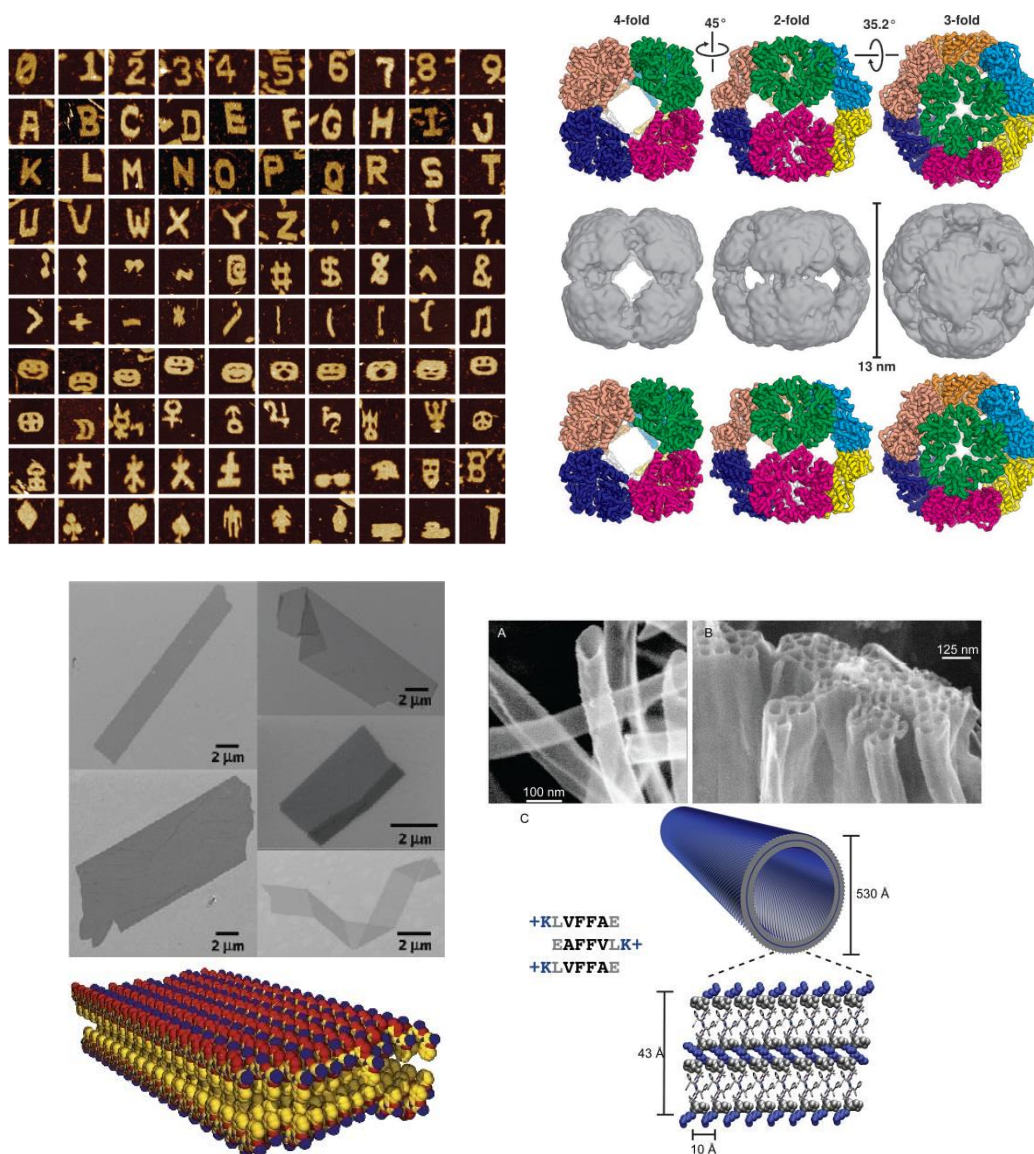 0 1 2 3 4 5 6 7 8 9
A B C D E F G H I J
K L M N O P Q R S T
U V W X Y Z , . ! ?
: ; " ~ @ # $ % ^ &
> + - * / | ( [ { ♫
B
4-fold 45° 2-fold 35.2° 3-fold
13 nm
2 μm
2 μm
2 μm
2 μm
2 μm
A
100 nm
B
125 nm
C
530 Å
+KLVFFAE
EAFFVLK+
+KLVFFAE
43 Å
10 Å